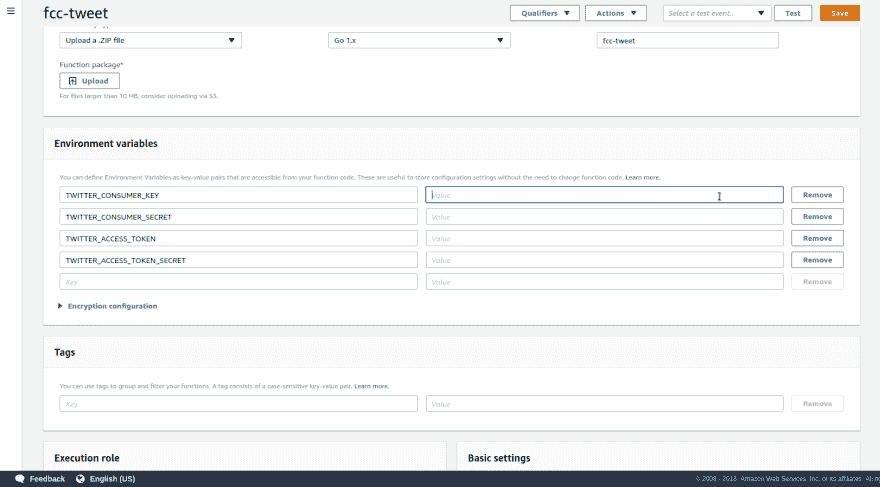 fcc-tweet
Qualifiers
Actions
Select a test event..
Test
Save
Upload a .ZIP file
Go 1.x
fcc-tweet
Function package*
Upload
For files larger than 10 MB, consider uploading via S3.
Environment variables
You can define Environment Variables as key-value pairs that are accessible from your function code. These are useful to store configuration settings without the need to change function code. Learn more.
TWITTER_CONSUMER_KEY
Value
Remove
TWITTER_CONSUMER_SECRET
Value
Remove
TWITTER_ACCESS_TOKEN
Value
Remove
TWITTER_ACCESS_TOKEN_SECRET
Value
Remove
Key
Value
Remove
Encryption configuration
Tags
You can use tags to group and filter your functions. A tag consists of a case-sensitive key-value pair. Learn more.
Key
Value
Remove
Execution role
Basic settings
Feedback
English (US)
© 2008 - 2018, Amazon Web Services, Inc. or its affiliates. All